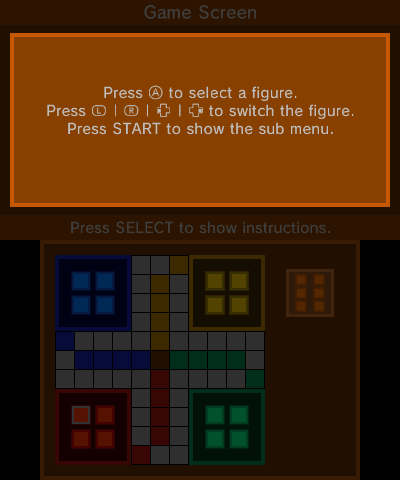 Game Screen
Press Ⓐ to select a figure.
Press L | R | ✚ | ✚ to switch the figure.
Press START to show the sub menu.
Press SELECT to show instructions.